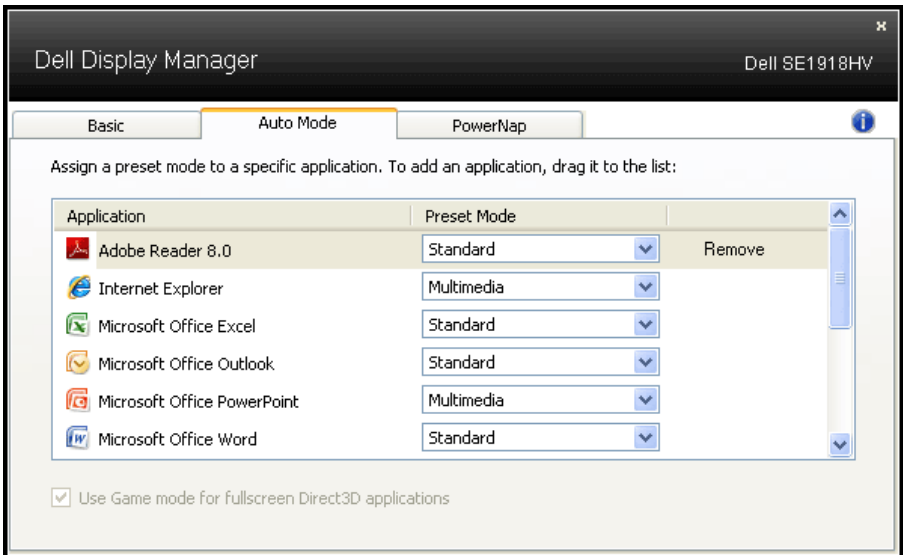 x
Dell Display Manager
Dell SE1918HV
Basic
Auto Mode
PowerNap
Assign a preset mode to a specific application. To add an application, drag it to the list:
Application Preset Mode
Adobe Reader 8.0 Standard Remove
Internet Explorer Multimedia
Microsoft Office Excel Standard
Microsoft Office Outlook Standard
Microsoft Office PowerPoint Multimedia
Microsoft Office Word Standard
Use Game mode for fullscreen Direct3D applications